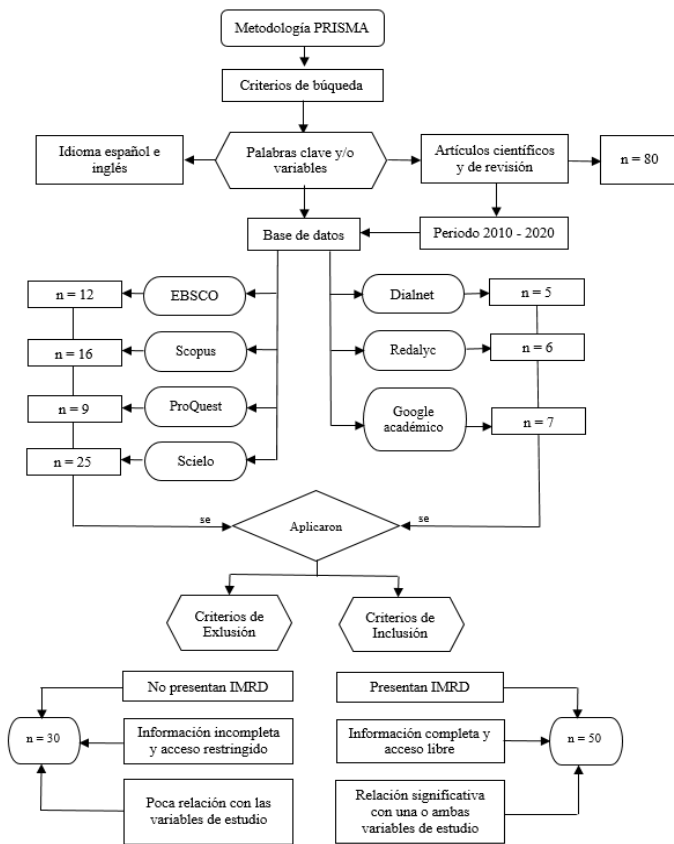 Metodología PRISMA
Criterios de búqueda
Idioma español e
inglés
Palabras clave y/o
variables
Artículos científicos
y de revisión
n = 80
Base de datos
Periodo 2010 - 2020
n = 12
EBSCO
Dialnet
n = 5
n = 16
Scopus
Redalyc
n = 6
n = 9
ProQuest
Google
académico
n = 7
n = 25
Scielo
se
Aplicaron
se
Criterios de
Exlusión
Criterios de
Inclusión
No presentan IMRD
Presentan IMRD
n = 30
Información incompleta
y acceso restringido
Información completa y
acceso libre
n = 50
Poca relación con las
variables de estudio
Relación significativa
con una o ambas
variables de estudio